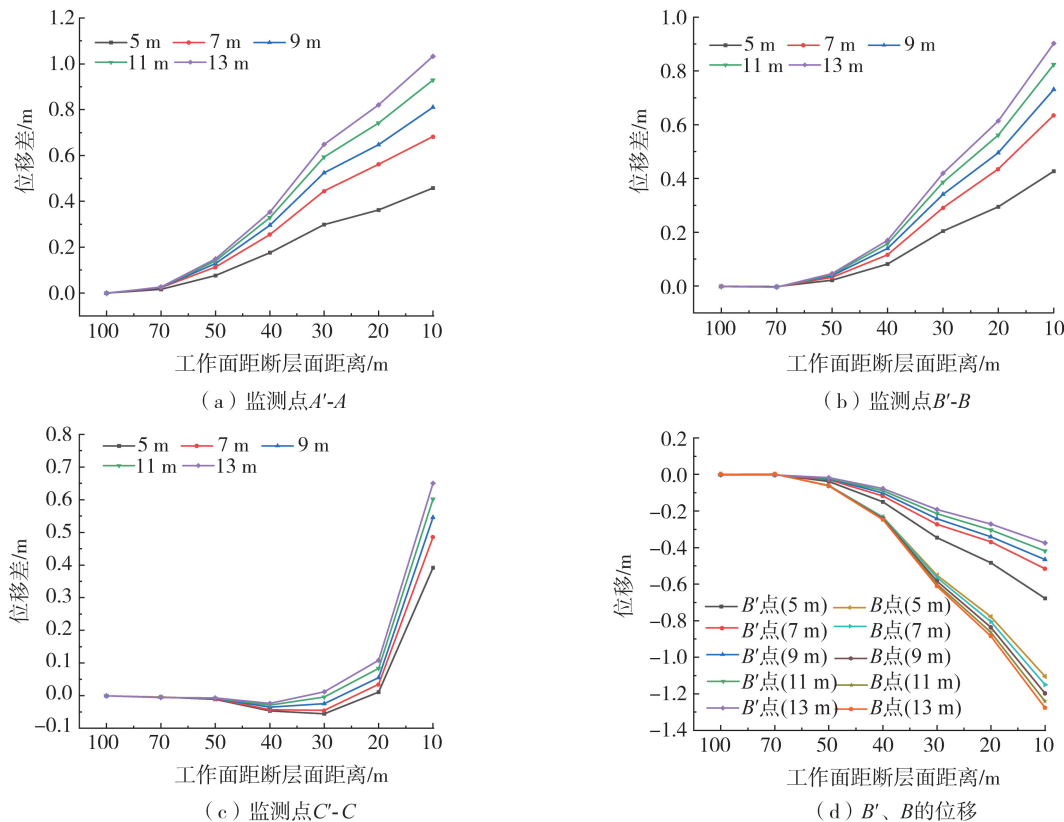 1.2
1.0
0.8
0.6
0.4
0.2
0.0
位移差/m
5 m 7 m 9 m
11 m 13 m
100 70 50 40 30 20 10
工作面距断层面距离/m
（a）监测点A′-A
1.0
0.8
0.6
0.4
0.2
0.0
位移差/m
5 m 7 m 9 m
11 m 13 m
100 70 50 40 30 20 10
工作面距断层面距离/m
（b）监测点B′-B
0.8
0.7
0.6
0.5
0.4
0.3
0.2
0.1
0.0
−0.1
位移差/m
5 m 7 m 9 m
11 m 13 m
100 70 50 40 30 20 10
工作面距断层面距离/m
（c）监测点C′-C
0.2
0.0
−0.2
−0.4
−0.6
−0.8
−1.0
−1.2
−1.4
位移/m
B′点(5 m) B点(5 m)
B′点(7 m) B点(7 m)
B′点(9 m) B点(9 m)
B′点(11 m) B点(11 m)
B′点(13 m) B点(13 m)
100 70 50 40 30 20 10
工作面距断层面距离/m
（d）B′、B的位移